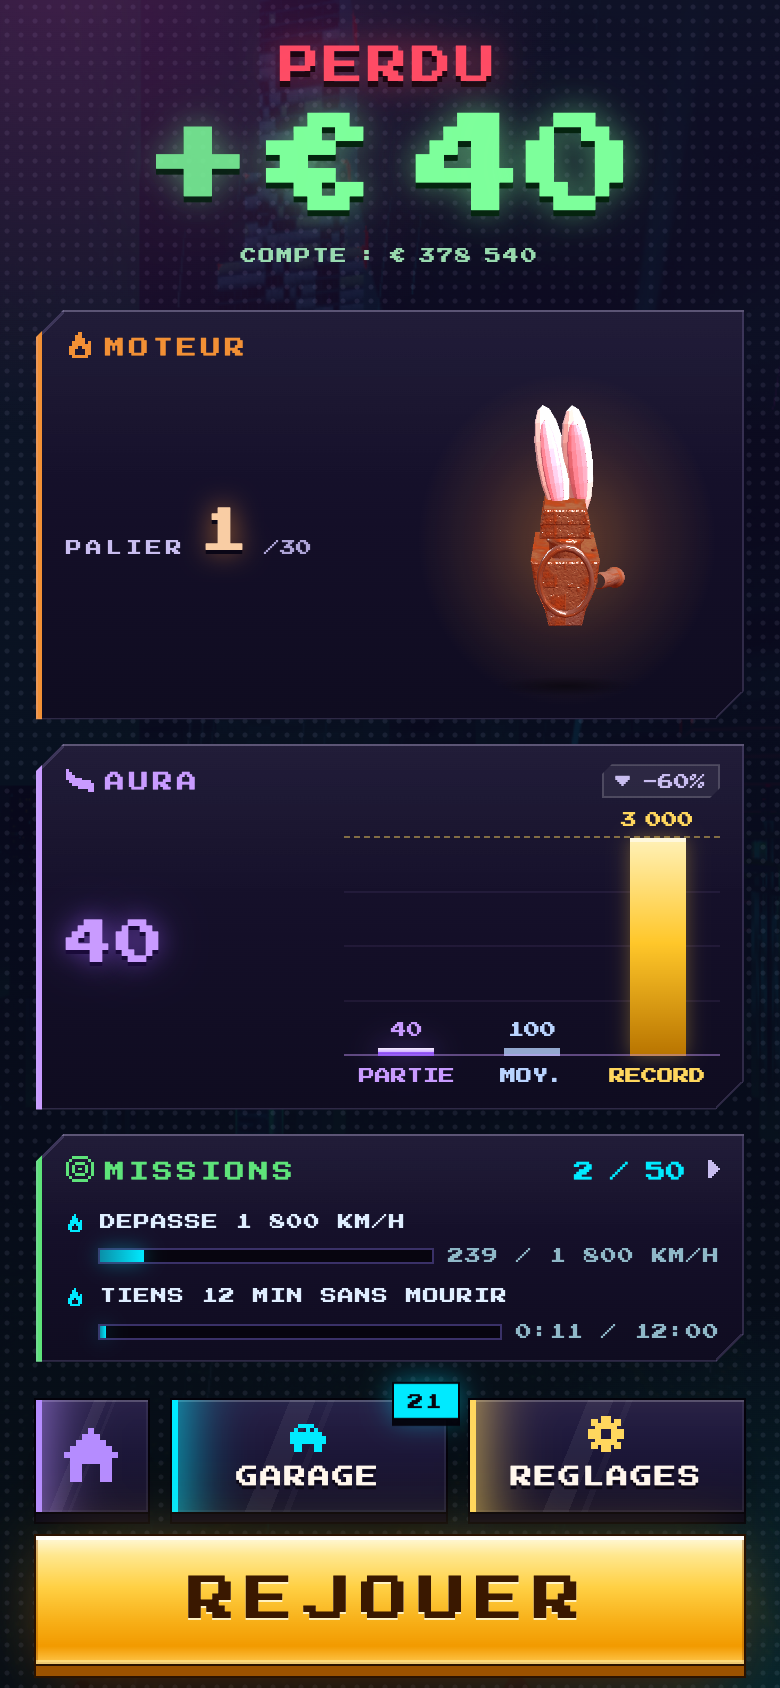 PERDU
+€ 40
COMPTE : € 378 540
MOTEUR
PALIER 1 /30
AURA
-60%
3 000
40
40
100
PARTIE MOY. RECORD
MISSIONS 2 / 50
DEPASSE 1 800 KM/H
239 / 1 800 KM/H
TIENS 12 MIN SANS MOURIR
0:11 / 12:00
21
GARAGE
REGLAGES
REJOUER